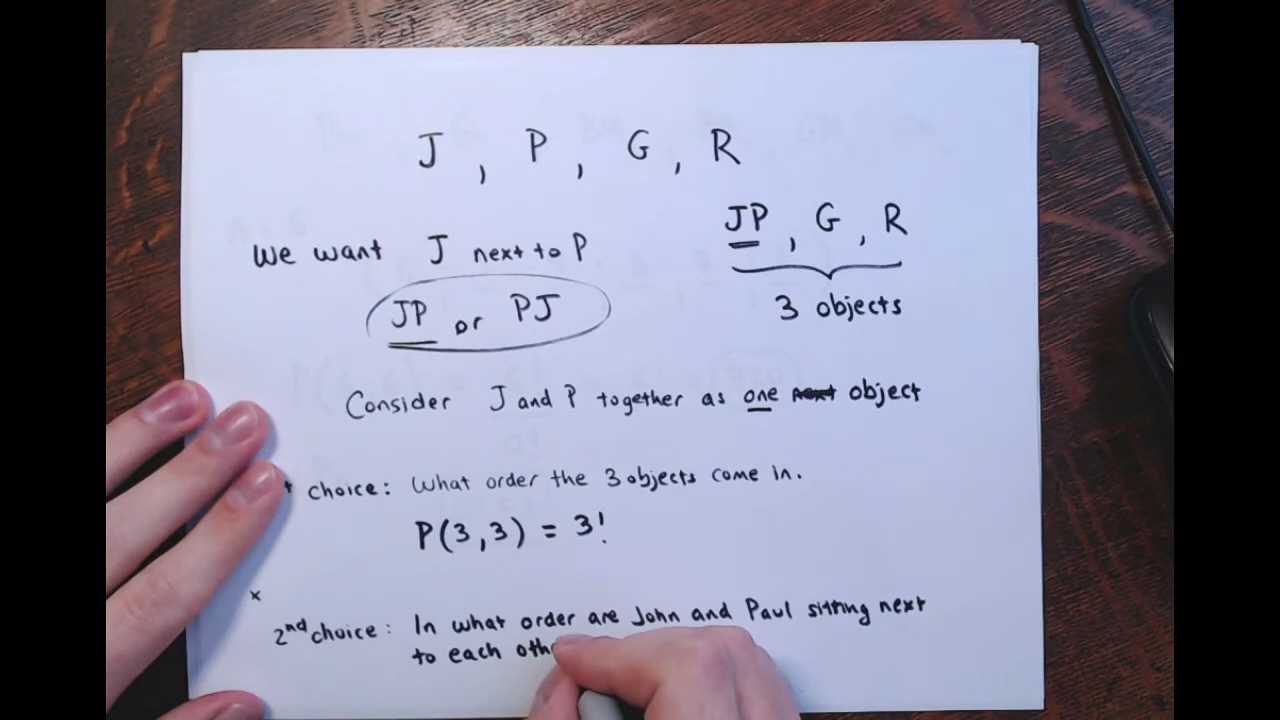 J , P , G , R
JP , G , R
We want J next to P
JP or PJ
3 objects
Consider J and P together as one object
choice: What order the 3 objects come in.
P(3,3) = 3!
x
2nd choice: In what order are John and Paul sitting next
to each